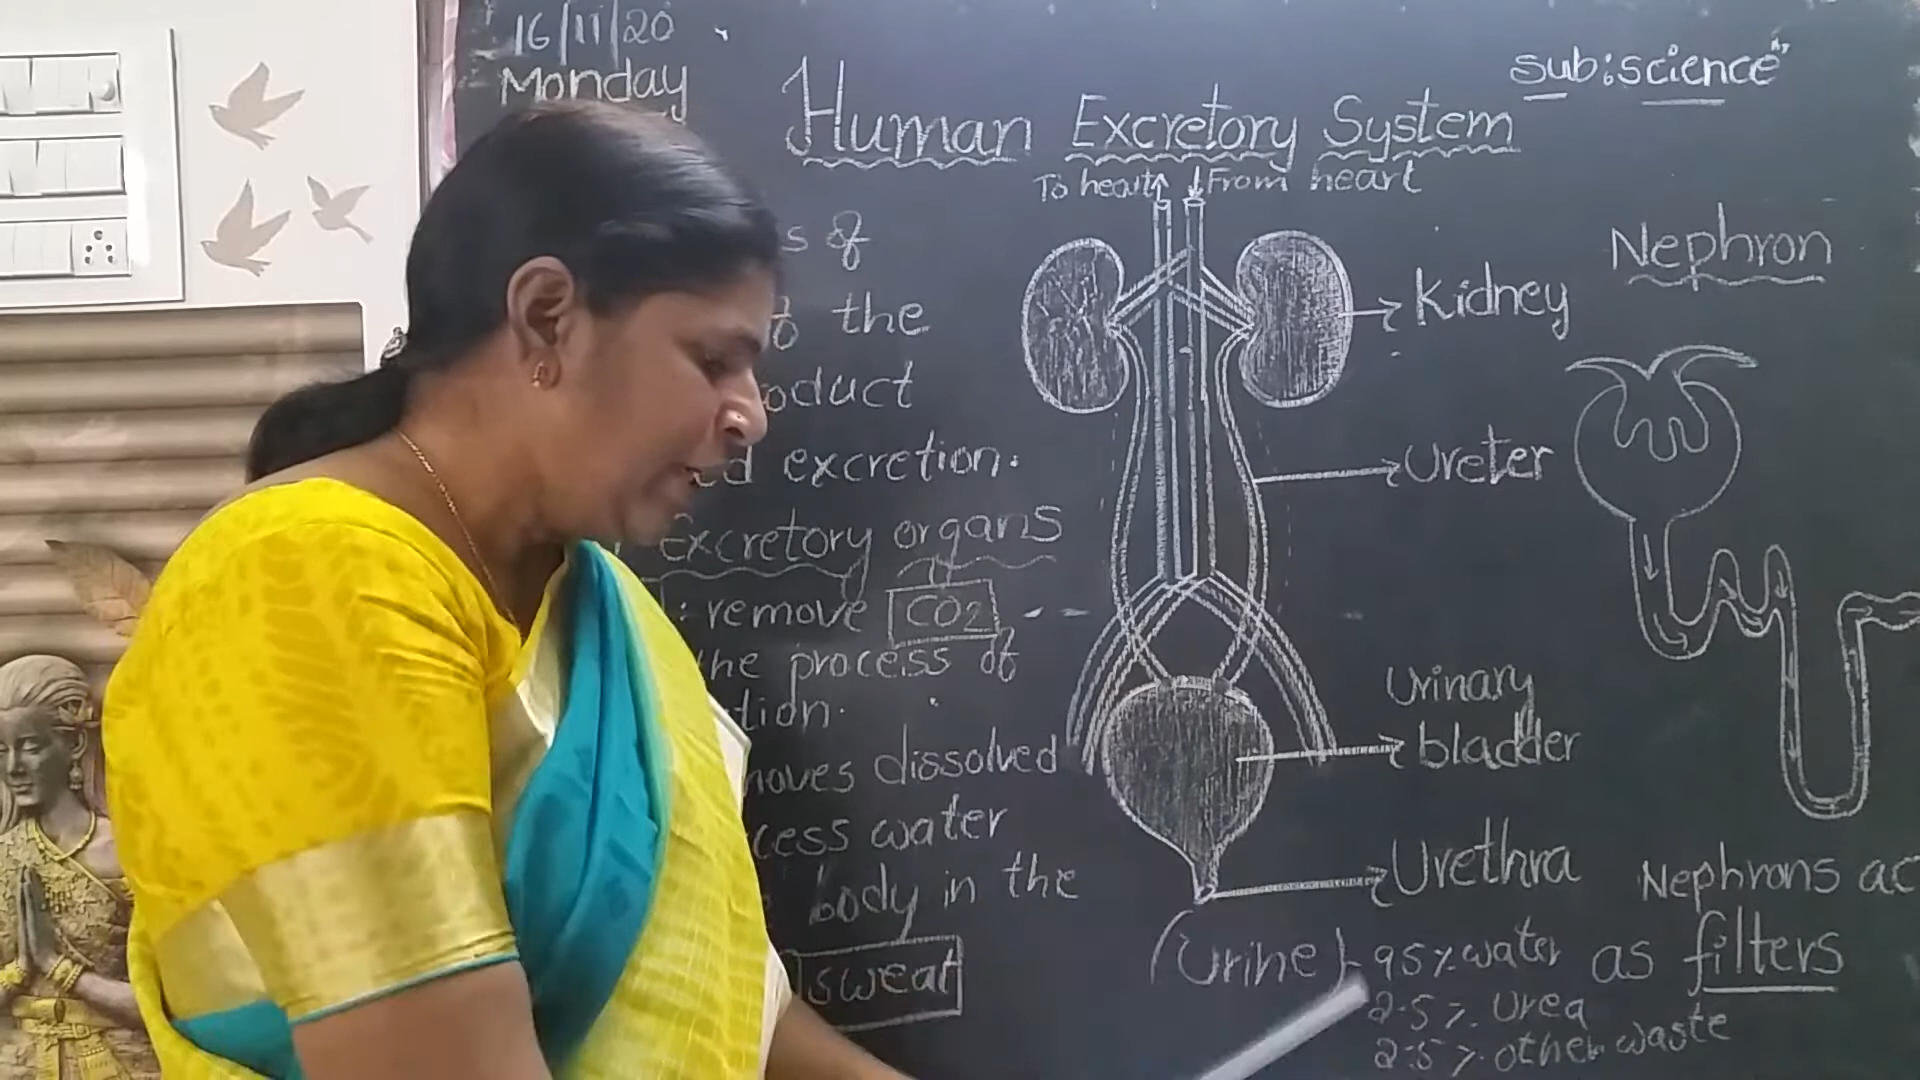 16/11/20
Monday
Sub: science
Human Excretory System
To heart From heart
s of
the
oduct
d excretion.
Excretory organs
: remove CO2
the process of
tion.
moves dissolved
cess water
body in the
sweat
Kidney
Ureter
Urinary
bladder
Urethra
(Urine) - 95% water
2.5% Urea
2.5% other waste
Nephron
Nephrons ac
as filters